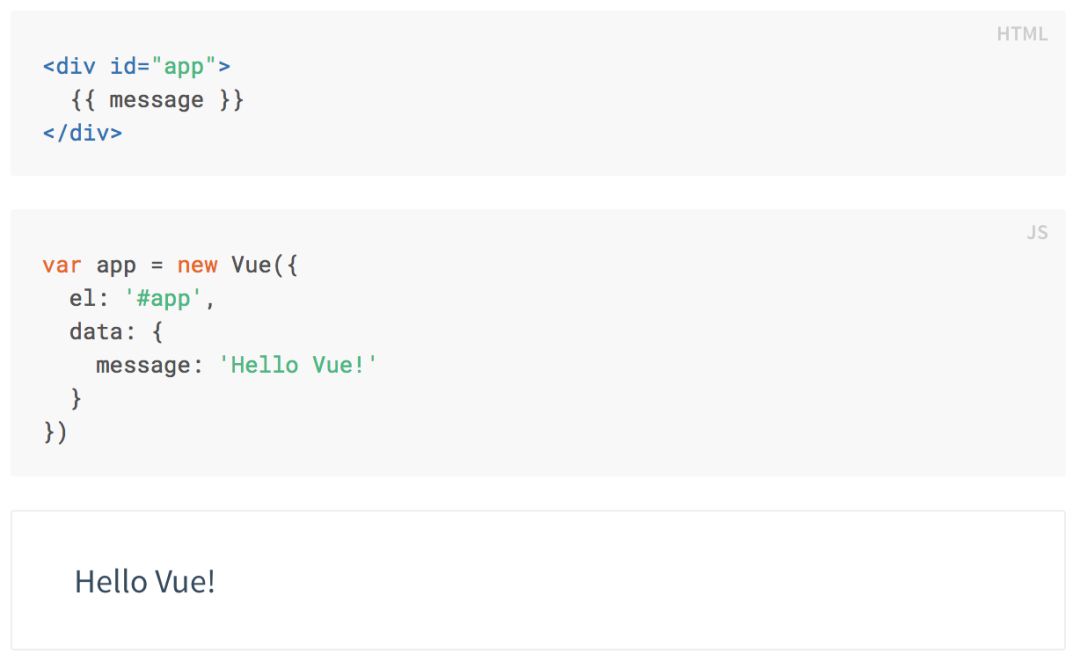 HTML
<div id="app">
  {{ message }}
</div>
JS
var app = new Vue({
  el: '#app',
  data: {
    message: 'Hello Vue!'
  }
})
Hello Vue!